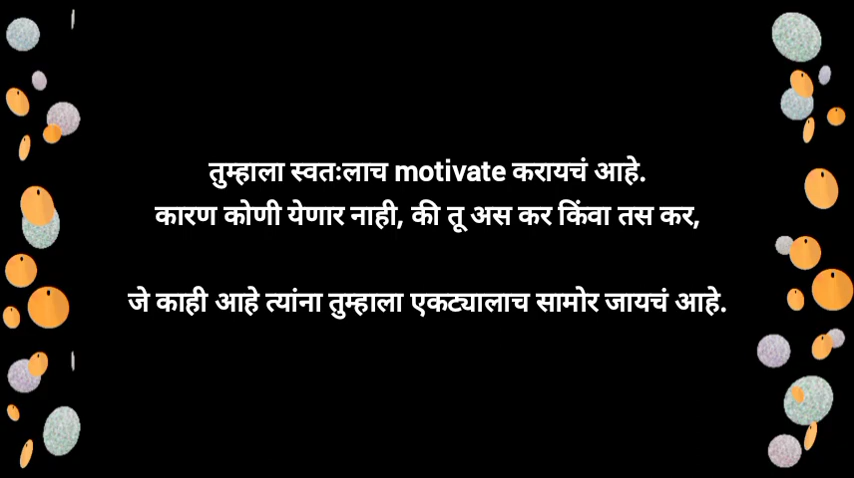 तुम्हाला स्वतःलाच motivate करायचं आहे.
कारण कोणी येणार नाही, की तू अस कर किंवा तस कर,
जे काही आहे त्यांना तुम्हाला एकट्यालाच सामोर जायचं आहे.